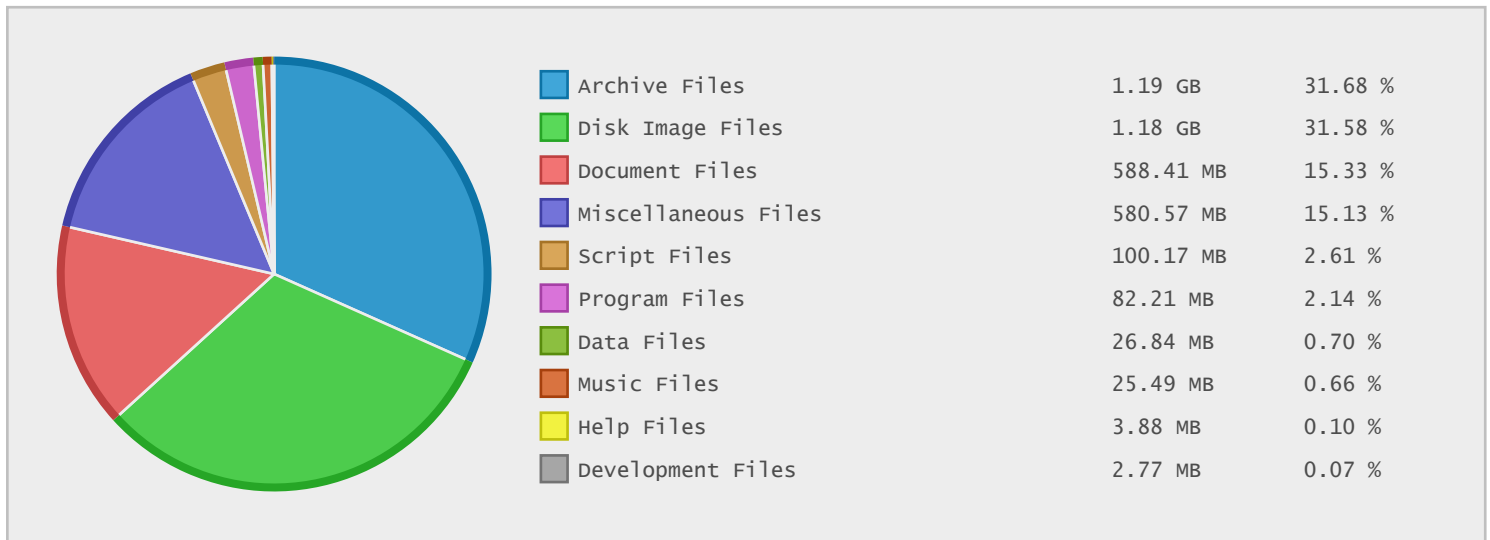 Archive Files 1.19 GB 31.68 %
Disk Image Files 1.18 GB 31.58 %
Document Files 588.41 MB 15.33 %
Miscellaneous Files 580.57 MB 15.13 %
Script Files 100.17 MB 2.61 %
Program Files 82.21 MB 2.14 %
Data Files 26.84 MB 0.70 %
Music Files 25.49 MB 0.66 %
Help Files 3.88 MB 0.10 %
Development Files 2.77 MB 0.07 %